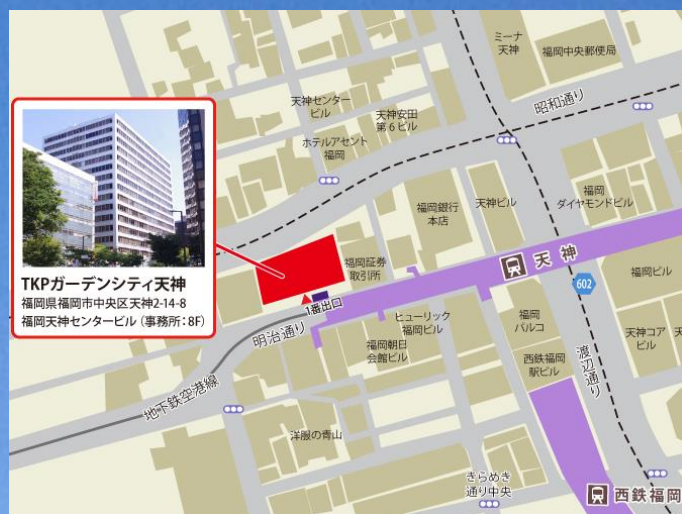 ミーナ
天神
福岡中央郵便局
昭和通り
天神センター
ビル
天神安田
第6ビル
ホテルアセント
福岡
福岡銀行
本店
天神ビル
福岡
ダイヤモンドビル
TKPガーデンシティ天神
福岡県福岡市中央区天神2-14-8
福岡天神センタービル(事務所:8F)
福岡証券
取引所
天神
福岡ビル
602
1番出口
明治通り
ヒューリック
福岡ビル
福岡
パルコ
福岡朝日
会館ビル
天神コア
ビル
天
西鉄福岡
駅ビル
渡辺通り
地下鉄空港線
洋服の青山
きらめき
通り中央
西鉄福岡